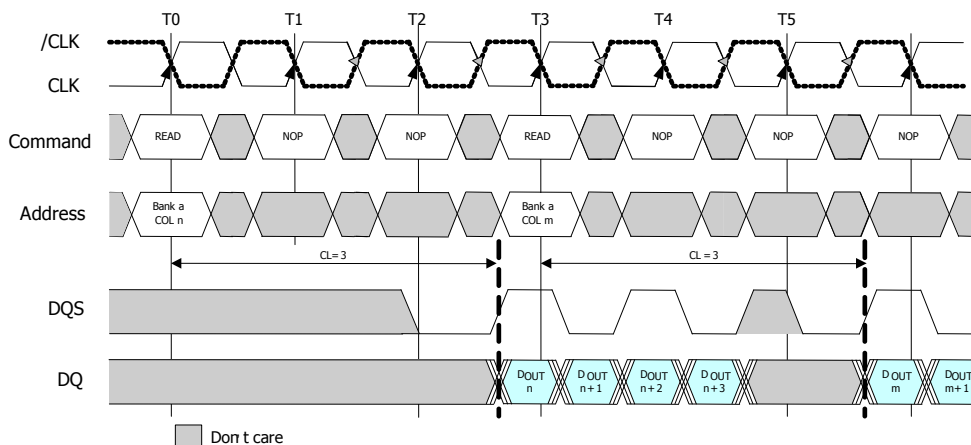 T0 T1 T2 T3 T4 T5
/CLK
CLK
Command READ NOP NOP READ NOP NOP NOP
Address Bank a COL n Bank a COL m
CL= 3 CL= 3
DQS
DQ DOUT n DOUT n+1 DOUT n+2 DOUT n+3 DOUT m DOUT m+1
Don't care